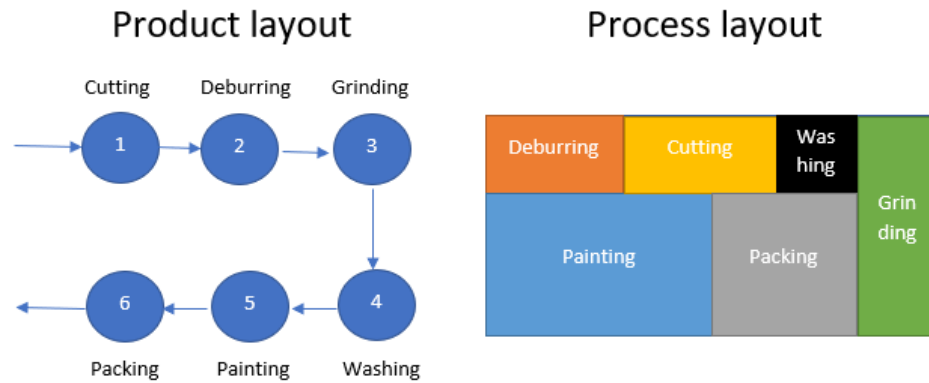 Product layout
Process layout
Cutting
Deburring
Grinding
1
2
3
6
5
4
Packing
Painting
Washing
Deburring
Cutting
Was
hing
Grin
ding
Painting
Packing